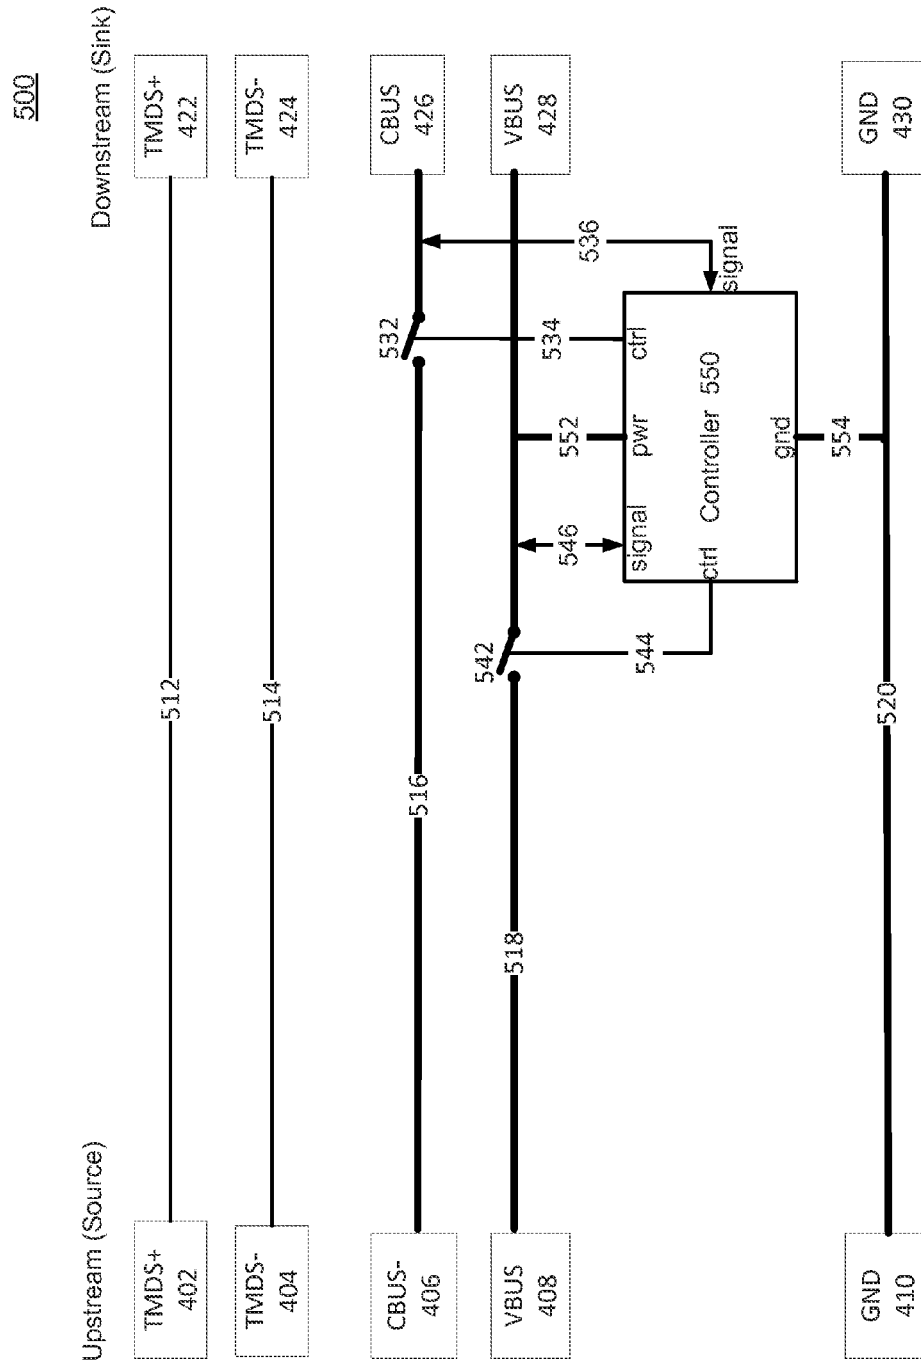 500
Upstream (Source)
Downstream (Sink)
TMDS+
402
512
TMDS+
422
TMDS-
404
514
TMDS-
424
CBUS-
406
516
532
CBUS
426
VBUS
408
518
542
VBUS
428
544
546
552
534
536
signal
pwr
ctrl
ctrl
Controller 550
signal
gnd
554
GND
410
520
GND
430